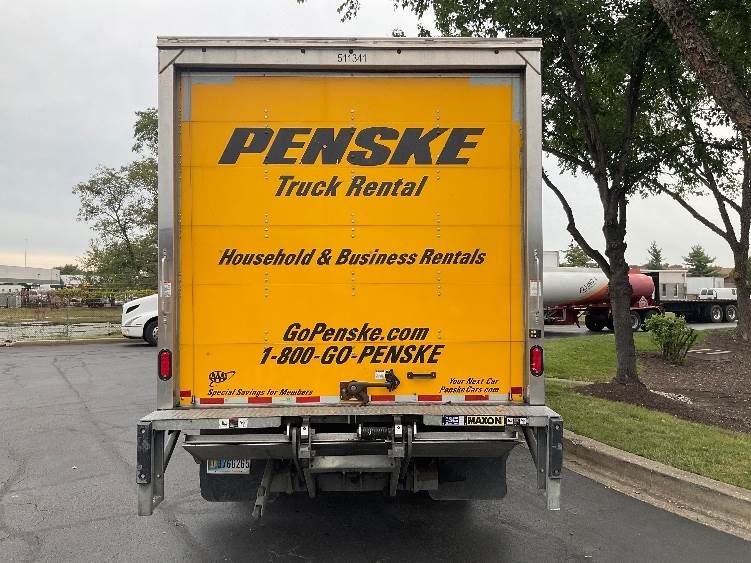 511341
PENSKE
Truck Rental
Household & Business Rentals
GoPenske.com
1-800-GO-PENSKE
AAA
Special Savings for Members
Your Next Car
PenskeCars.com
MAXON